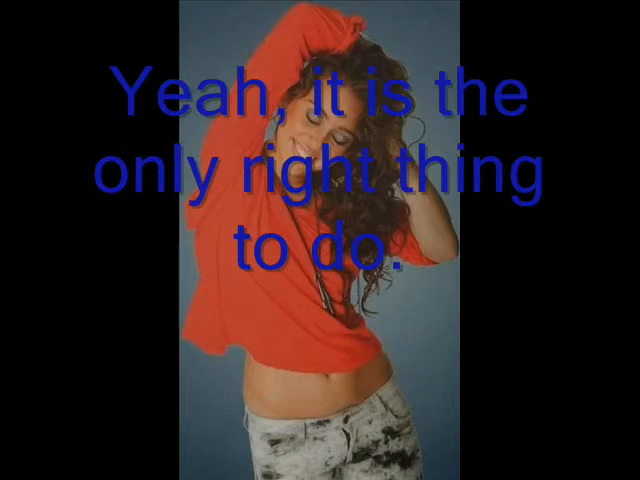 Yeah, it is the
only right thing
to do.